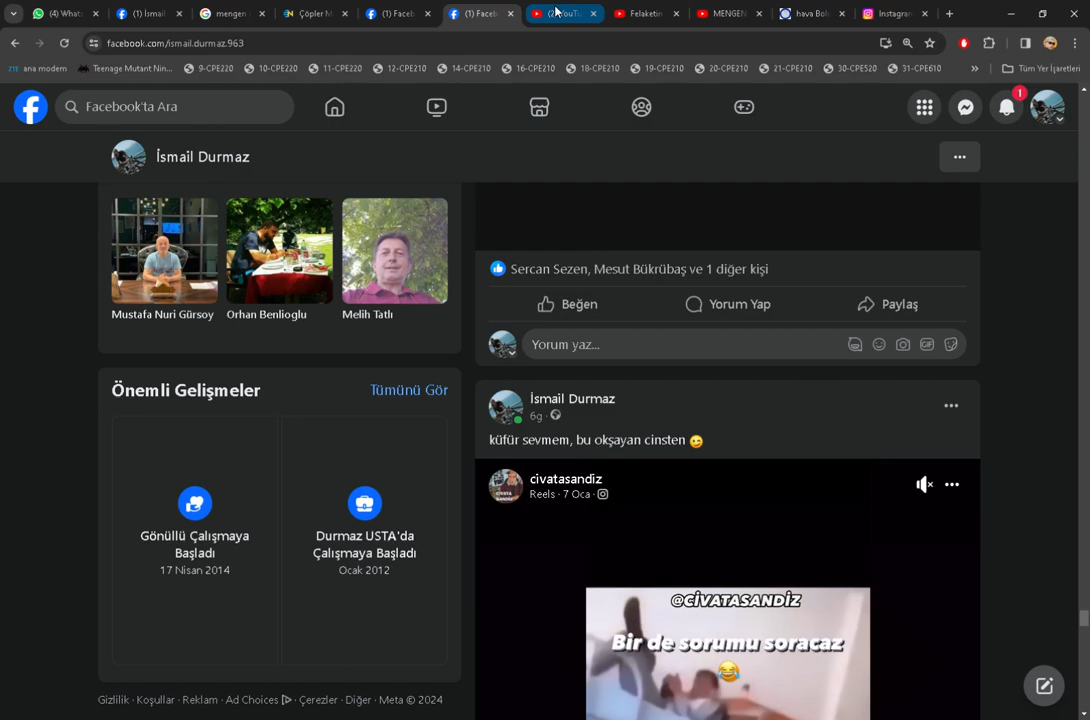 (4) What
(1) İsmail
mengen
Çöpler M
(1) Faceb
(1) Faceb
(2) YouTu
Felaketin
MENGEN
hava Bol
Instagram
facebook.com/ismail.durmaz.963
ana modem
Teenage Mutant Nin...
9-CPE220
10-CPE220
11-CPE220
12-CPE210
14-CPE210
16-CPE210
18-CPE210
19-CPE210
20-CPE210
21-CPE210
30-CPE520
31-CPE610
»
Tüm Yer İşaretleri
Facebook'ta Ara
1
İsmail Durmaz
Mustafa Nuri Gürsoy
Orhan Benlioglu
Melih Tatlı
Önemli Gelişmeler
Tümünü Gör
Gönüllü Çalışmaya
Başladı
17 Nisan 2014
Durmaz USTA'da
Çalışmaya Başladı
Ocak 2012
Gizlilik · Koşullar · Reklam · Ad Choices · Çerezler · Diğer · Meta © 2024
Sercan Sezen, Mesut Bükrübaş ve 1 diğer kişi
Beğen
Yorum Yap
Paylaş
Yorum yaz...
GIF
İsmail Durmaz
6g ·
küfür sevmem, bu okşayan cinsten 😉
civatasandiz
Reels · 7 Oca ·
@CİVATASANDIZ
Bir de sorumu soracaz
😂